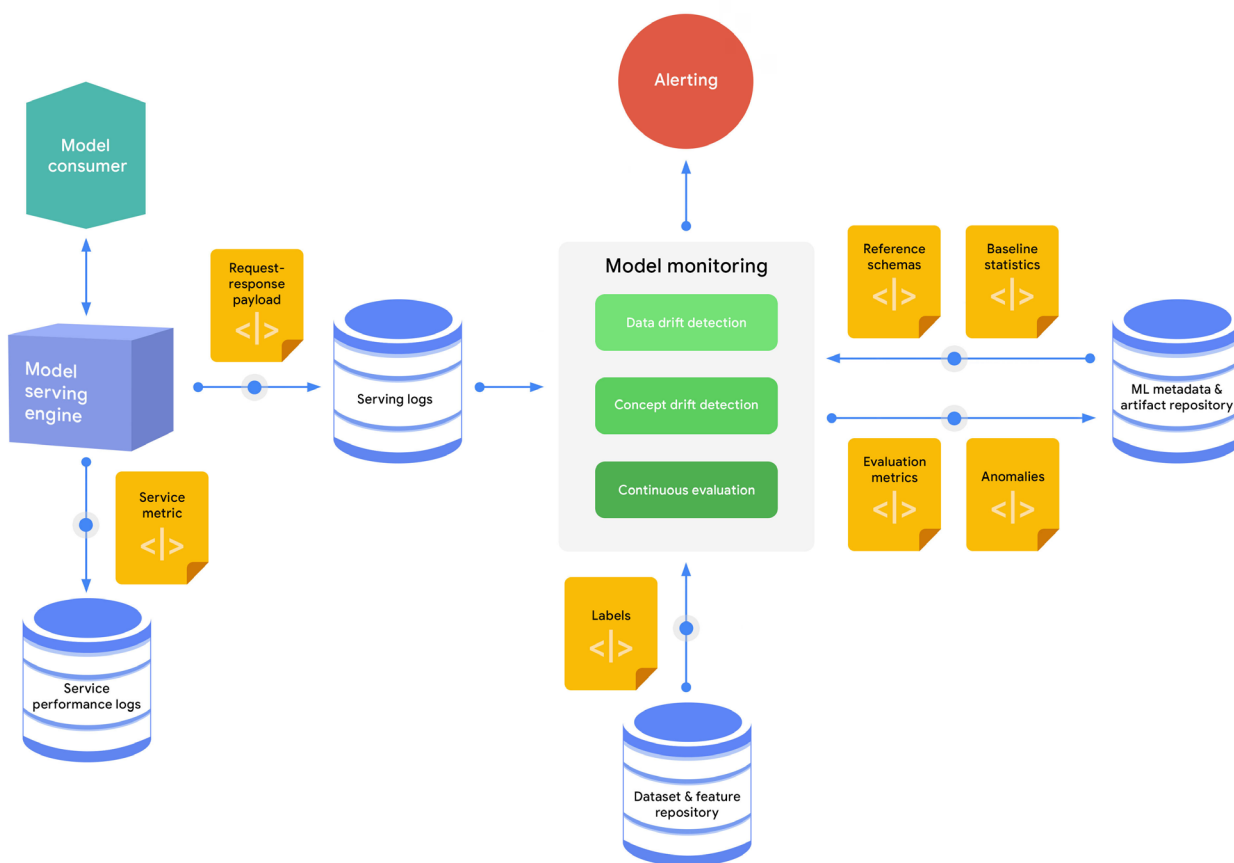 Alerting
Model
consumer
Request-
response
payload
</>
Model monitoring
Reference
schemas
</>
Baseline
statistics
</>
Data drift detection
Model
serving
engine
Serving logs
Concept drift detection
ML metadata &
artifact repository
Service
metric
</>
Continuous evaluation
Evaluation
metrics
</>
Anomalies
</>
Labels
</>
Service
performance logs
Dataset & feature
repository